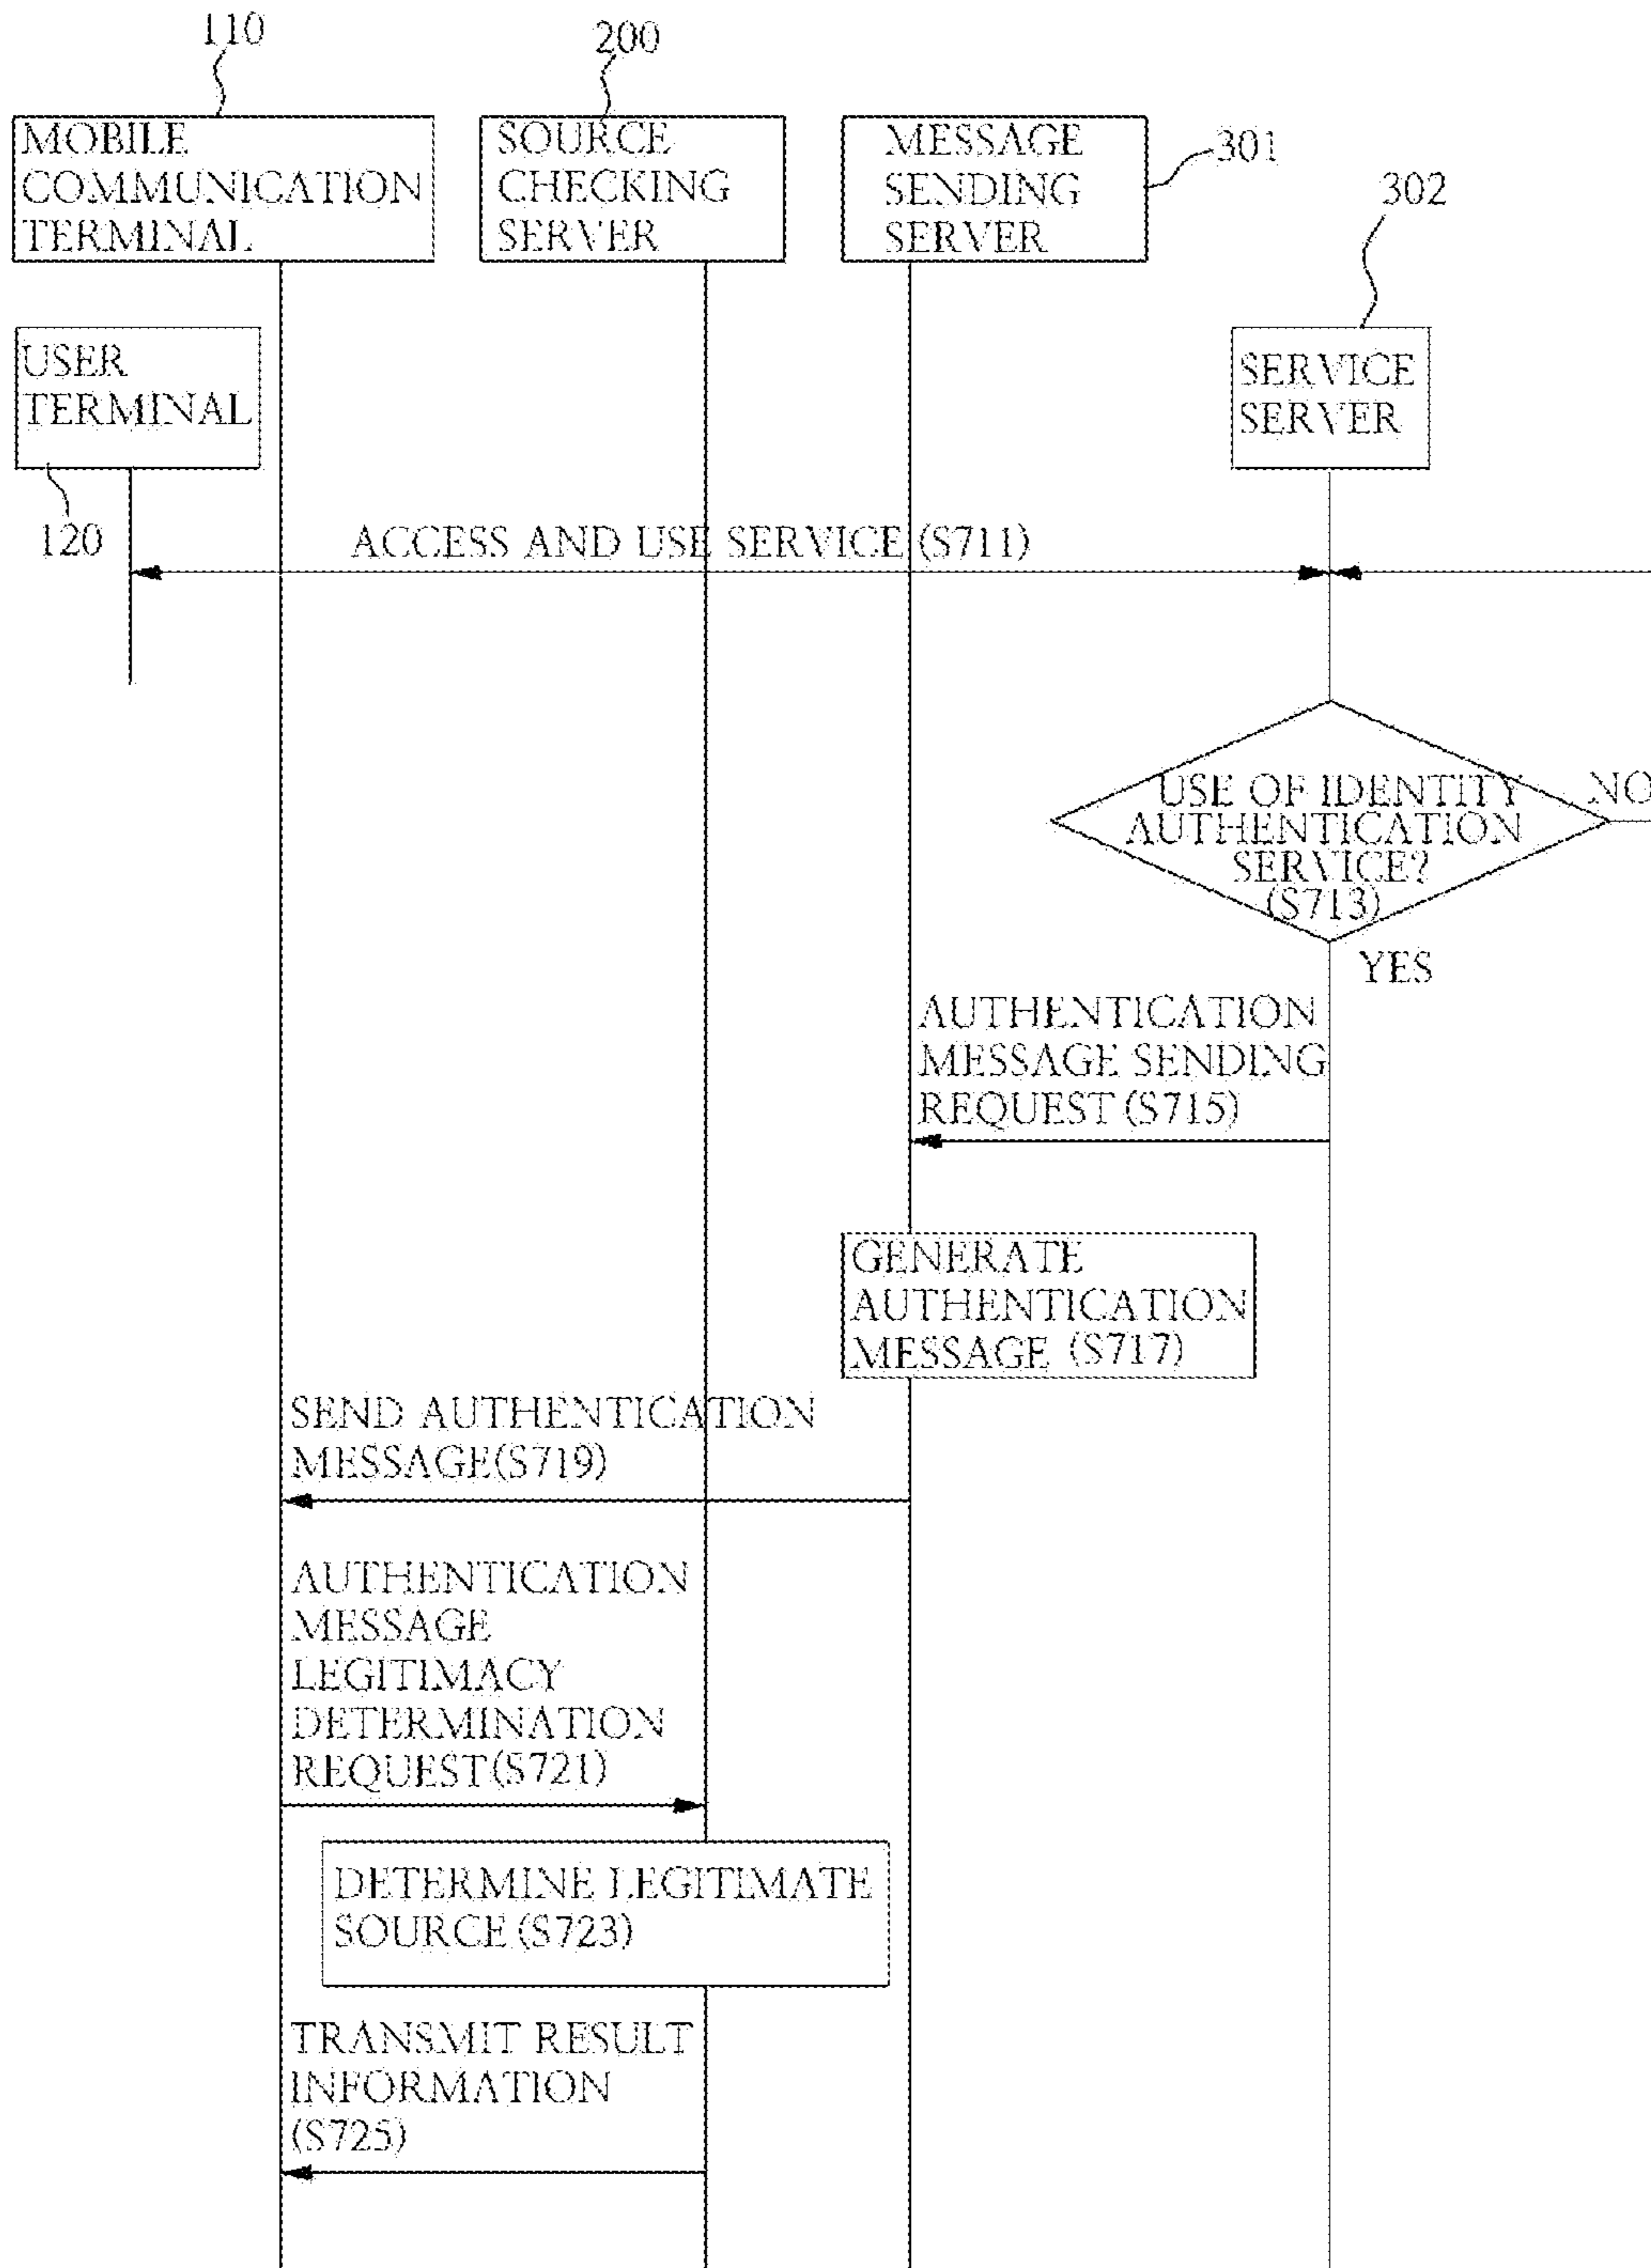 110
200
MOBILE
COMMUNICATION
TERMINAL
SOURCE
CHECKING
SERVER
MESSAGE
SENDING
SERVER
301
302
USER
TERMINAL
120
SERVICE
SERVER
ACCESS AND USE SERVICE (S711)
USE OF IDENTITY
AUTHENTICATION
SERVICE?
(S713)
NO
YES
AUTHENTICATION
MESSAGE SENDING
REQUEST (S715)
GENERATE
AUTHENTICATION
MESSAGE (S717)
SEND AUTHENTICATION
MESSAGE(S719)
AUTHENTICATION
MESSAGE
LEGITIMACY
DETERMINATION
REQUEST(S721)
DETERMINE LEGITIMATE
SOURCE (S723)
TRANSMIT RESULT
INFORMATION
(S725)